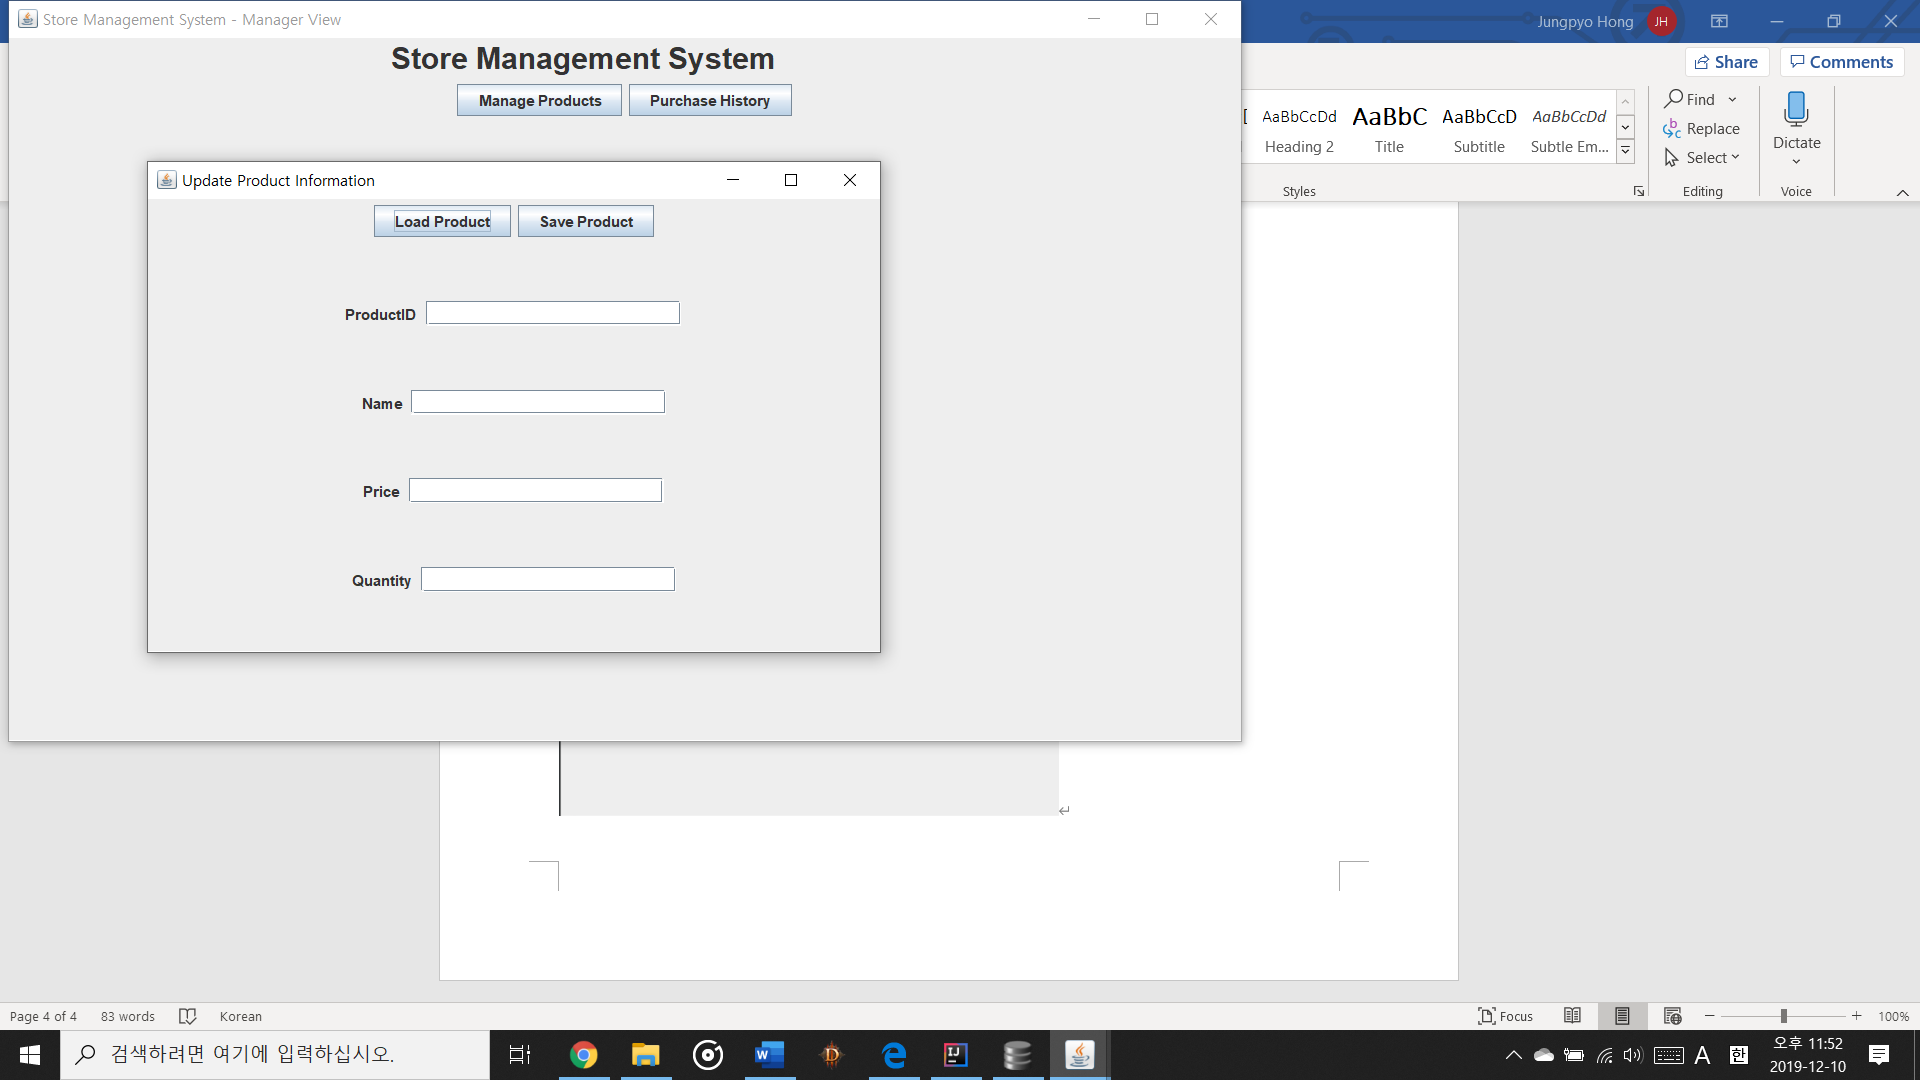 Store Management System - Manager View
Jungpyo Hong JH
Store Management System
Share Comments
Manage Products Purchase History
AaBbCcDd AaBbC AaBbCcD AaBbCcDd
Heading 2 Title Subtitle Subtle Em...
Find
Replace
Select
Dictate
Styles Editing Voice
Update Product Information
Load Product Save Product
ProductID
Name
Price
Quantity
Page 4 of 4 83 words Korean
Focus 100%
검색하려면 여기에 입력하십시오.
A 한
오후 11:52
2019-12-10